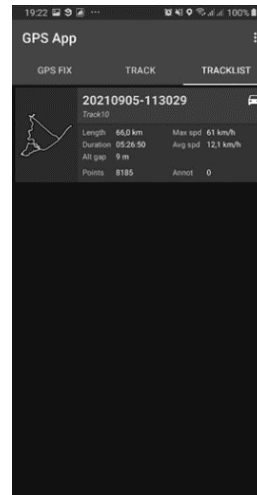 19:22 100%
GPS App
GPS FIX TRACK TRACKLIST
20210905-113029
Track10
Length 66,0 km Max spd 61 km/h
Duration 05:26:50 Avg spd 12,1 km/h
Alt gap 9 m
Points 8185 Annot 0